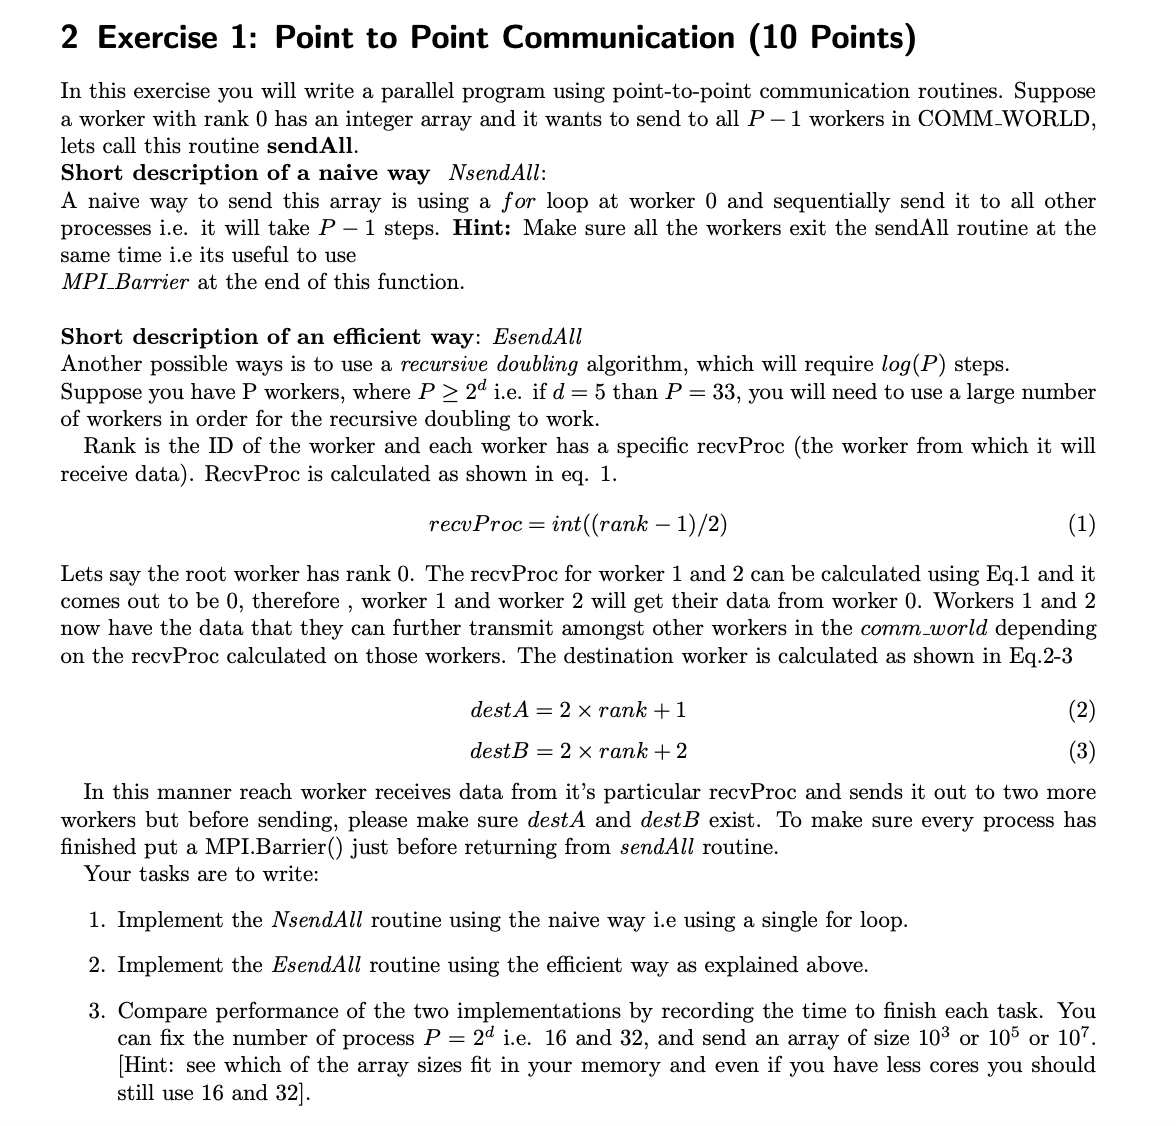 2 Exercise 1: Point to Point Communication (10 Points)
In this exercise you will write a parallel program using point-to-point communication routines. Suppose
a worker with rank 0 has an integer array and it wants to send to all P − 1 workers in COMM_WORLD,
lets call this routine sendAll.
Short description of a naive way NsendAll:
A naive way to send this array is using a for loop at worker 0 and sequentially send it to all other
processes i.e. it will take P − 1 steps. Hint: Make sure all the workers exit the sendAll routine at the
same time i.e its useful to use
MPI_Barrier at the end of this function.
Short description of an efficient way: EsendAll
Another possible ways is to use a recursive doubling algorithm, which will require log(P) steps.
Suppose you have P workers, where P ≥ 2^d i.e. if d = 5 than P = 33, you will need to use a large number
of workers in order for the recursive doubling to work.
Rank is the ID of the worker and each worker has a specific recvProc (the worker from which it will
receive data). RecvProc is calculated as shown in eq. 1.
recvProc = int((rank − 1)/2) (1)
Lets say the root worker has rank 0. The recvProc for worker 1 and 2 can be calculated using Eq.1 and it
comes out to be 0, therefore , worker 1 and worker 2 will get their data from worker 0. Workers 1 and 2
now have the data that they can further transmit amongst other workers in the comm_world depending
on the recvProc calculated on those workers. The destination worker is calculated as shown in Eq.2-3
destA = 2 × rank + 1 (2)
destB = 2 × rank + 2 (3)
In this manner reach worker receives data from it's particular recvProc and sends it out to two more
workers but before sending, please make sure destA and destB exist. To make sure every process has
finished put a MPI.Barrier() just before returning from sendAll routine.
Your tasks are to write:
1. Implement the NsendAll routine using the naive way i.e using a single for loop.
2. Implement the EsendAll routine using the efficient way as explained above.
3. Compare performance of the two implementations by recording the time to finish each task. You
can fix the number of process P = 2^d i.e. 16 and 32, and send an array of size 10^3 or 10^5 or 10^7.
[Hint: see which of the array sizes fit in your memory and even if you have less cores you should
still use 16 and 32].